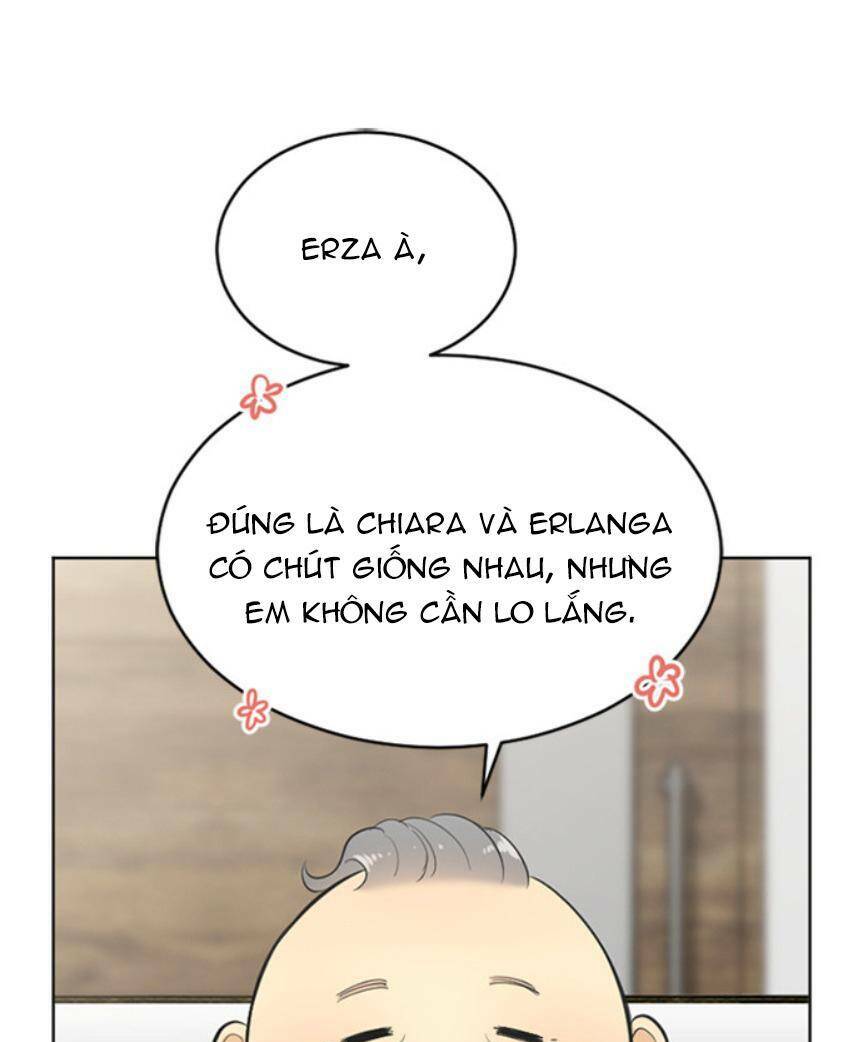 ERZA À,
ĐÚNG LÀ CHIARA VÀ ERLANGA
CÓ CHÚT GIỐNG NHAU, NHƯNG
EM KHÔNG CẦN LO LẮNG.